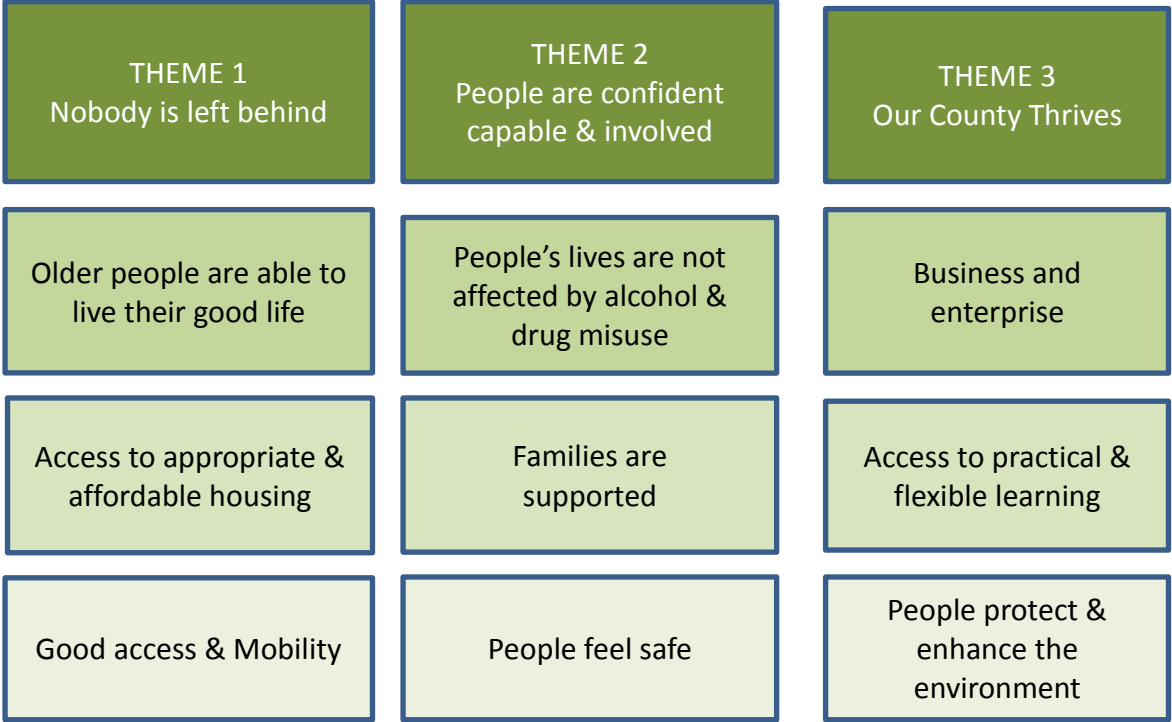 THEME 1
Nobody is left behind
THEME 2
People are confident
capable & involved
THEME 3
Our County Thrives
Older people are able to
live their good life
People’s lives are not
affected by alcohol &
drug misuse
Business and
enterprise
Access to appropriate &
affordable housing
Families are
supported
Access to practical &
flexible learning
Good access & Mobility
People feel safe
People protect &
enhance the
environment